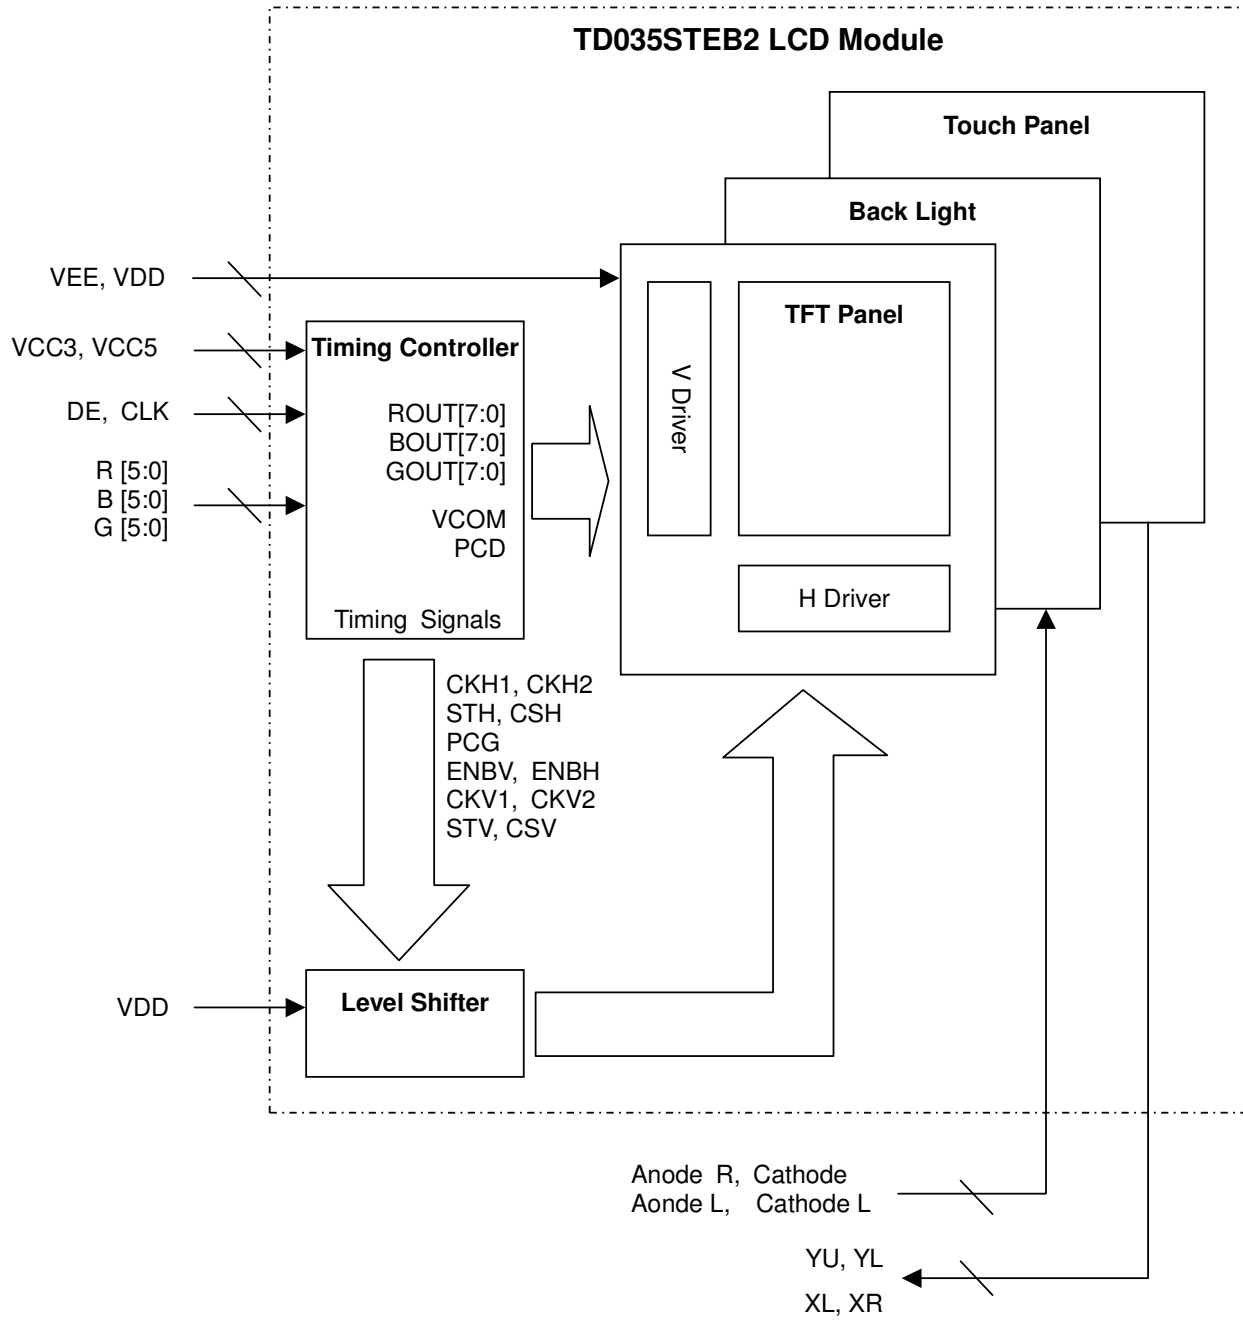 TD035STEB2 LCD Module
Touch Panel
Back Light
VEE, VDD
TFT Panel
V Driver
H Driver
VCC3, VCC5
Timing Controller
DE, CLK
ROUT[7:0]
BOUT[7:0]
GOUT[7:0]
R [5:0]
B [5:0]
G [5:0]
VCOM
PCD
Timing Signals
CKH1, CKH2
STH, CSH
PCG
ENBV, ENBH
CKV1, CKV2
STV, CSV
VDD
Level Shifter
Anode R, Cathode
Aonde L, Cathode L
YU, YL
XL, XR